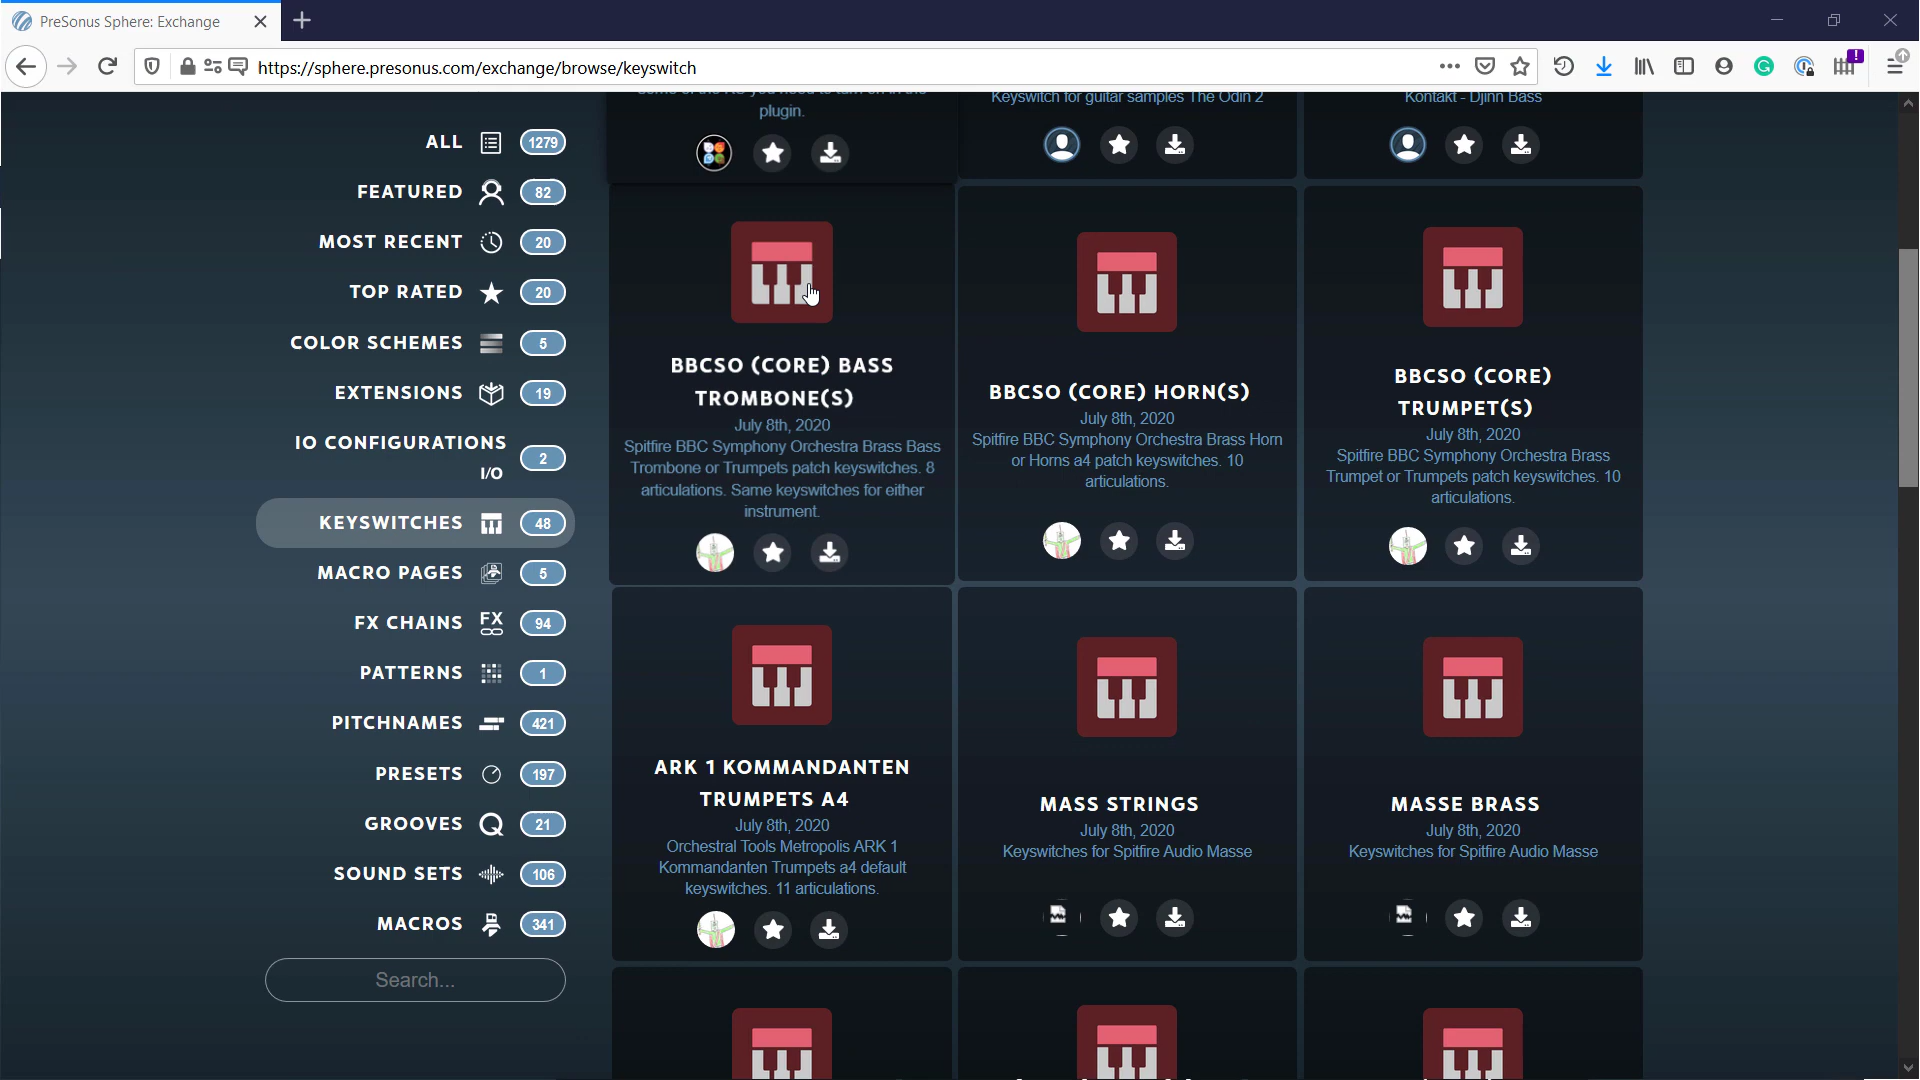 PreSonus Sphere: Exchange
https://sphere.presonus.com/exchange/browse/keyswitch
ALL 1279
FEATURED 82
MOST RECENT 20
TOP RATED 20
COLOR SCHEMES 5
EXTENSIONS 19
IO CONFIGURATIONS
I/O 2
KEYSWITCHES 48
MACRO PAGES 5
FX CHAINS FX 94
PATTERNS 1
PITCHNAMES 421
PRESETS 197
GROOVES 21
SOUND SETS 106
MACROS 341
Search...
plugin.
Keyswitch for guitar samples The Odin 2
Kontakt - Djinn Bass
BBCSO (CORE) BASS
TROMBONE(S)
July 8th, 2020
Spitfire BBC Symphony Orchestra Brass Bass
Trombone or Trumpets patch keyswitches. 8
articulations. Same keyswitches for either
instrument.
BBCSO (CORE) HORN(S)
July 8th, 2020
Spitfire BBC Symphony Orchestra Brass Horn
or Horns a4 patch keyswitches. 10
articulations.
BBCSO (CORE)
TRUMPET(S)
July 8th, 2020
Spitfire BBC Symphony Orchestra Brass
Trumpet or Trumpets patch keyswitches. 10
articulations.
ARK 1 KOMMANDANTEN
TRUMPETS A4
July 8th, 2020
Orchestral Tools Metropolis ARK 1
Kommandanten Trumpets a4 default
keyswitches. 11 articulations.
MASS STRINGS
July 8th, 2020
Keyswitches for Spitfire Audio Masse
MASSE BRASS
July 8th, 2020
Keyswitches for Spitfire Audio Masse